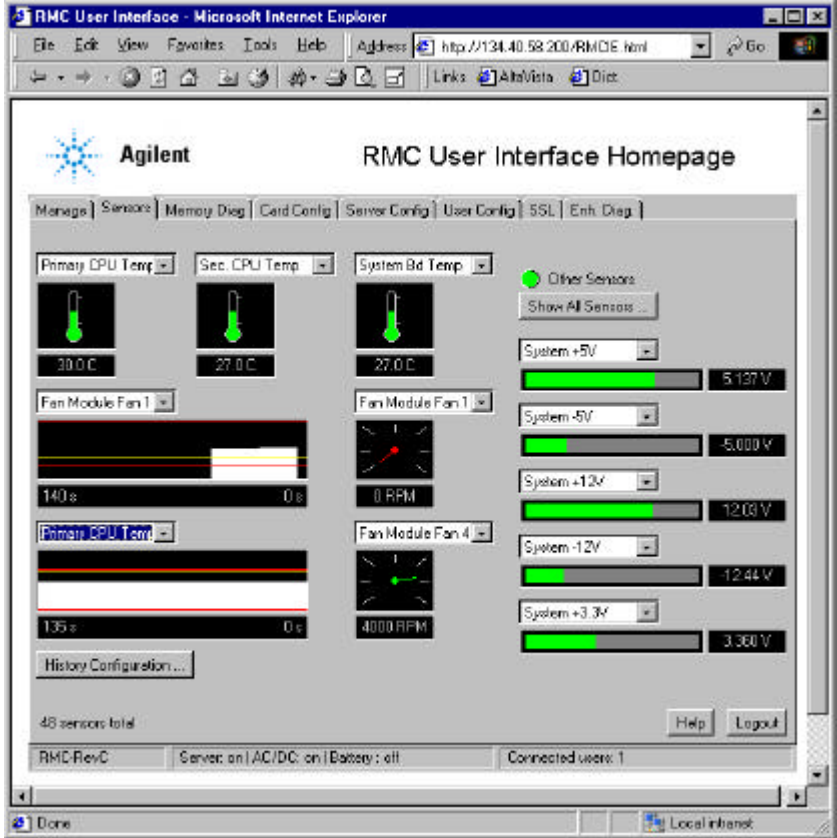 RMC User Interface - Microsoft Internet Explorer
File Edit View Favorites Tools Help Address http://134.40.58.200/RMCIE.html Go
Links AltaVista Dict
Agilent RMC User Interface Homepage
Manage Sensors Memory Diag Card Config Server Config User Config SSL Enh. Diag.
Primary CPU Temp Sec. CPU Temp System Bd Temp
Other Sensors
Show All Sensors ...
30.0 C 27.0 C 27.0 C
System +5V
5.137 V
Fan Module Fan 1 Fan Module Fan 1
System -5V
-5.000 V
140 s 0 s 0 RPM
System +12V
12.03 V
Primary CPU Temp Fan Module Fan 4
System -12V
-12.44 V
135 s 0 s 4000 RPM
System +3.3V
3.360 V
History Configuration ...
48 sensors total Help Logout
RMC-RevC Server: on | AC/DC: on | Battery : off Connected users: 1
Done Local intranet